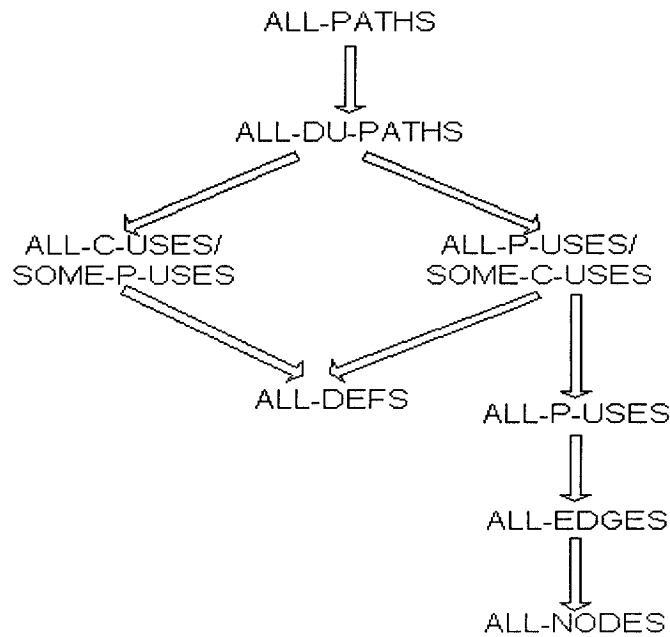 ALL-PATHS
ALL-DU-PATHS
ALL-C-USES/
SOME-P-USES
ALL-P-USES/
SOME-C-USES
ALL-DEFS
ALL-P-USES
ALL-EDGES
ALL-NODES